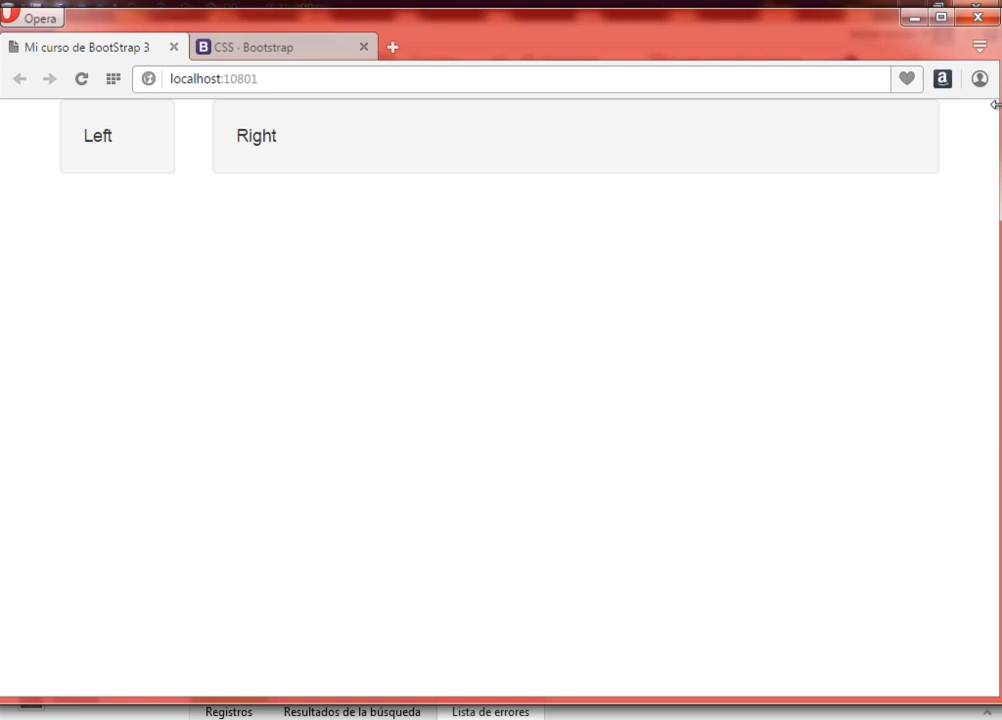 Opera
Mi curso de BootStrap 3
B CSS · Bootstrap
localhost:10801
a
Left
Right
Registros
Resultados de la búsqueda
Lista de errores